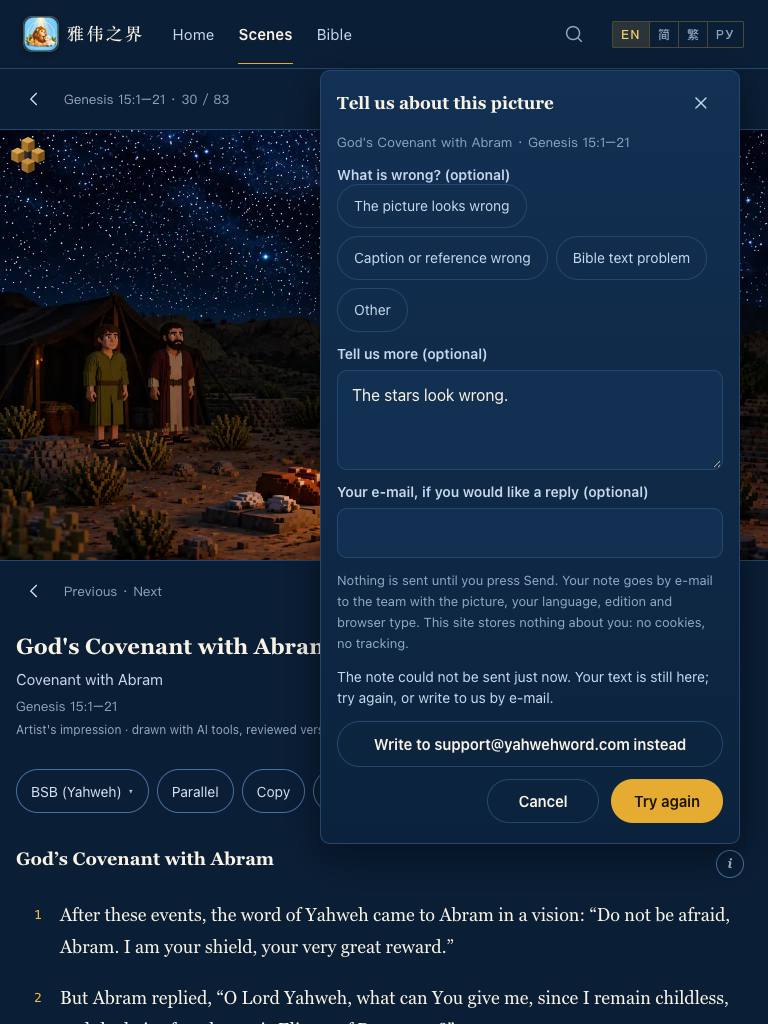 雅伟之界 Home Scenes Bible EN 简 繁 РУ
Genesis 15:1–21 · 30 / 83
Tell us about this picture
God's Covenant with Abram · Genesis 15:1–21
What is wrong? (optional)
The picture looks wrong
Caption or reference wrong Bible text problem
Other
Tell us more (optional)
The stars look wrong.
Your e-mail, if you would like a reply (optional)
Nothing is sent until you press Send. Your note goes by e-mail
to the team with the picture, your language, edition and
browser type. This site stores nothing about you: no cookies,
no tracking.
The note could not be sent just now. Your text is still here;
try again, or write to us by e-mail.
Write to support@yahwehword.com instead
Cancel Try again
Previous · Next
God's Covenant with Abram
Covenant with Abram
Genesis 15:1–21
Artist's impression · drawn with AI tools, reviewed
BSB (Yahweh) Parallel Copy
God’s Covenant with Abram i
1 After these events, the word of Yahweh came to Abram in a vision: “Do not be afraid,
Abram. I am your shield, your very great reward.”
2 But Abram replied, “O Lord Yahweh, what can You give me, since I remain childless,